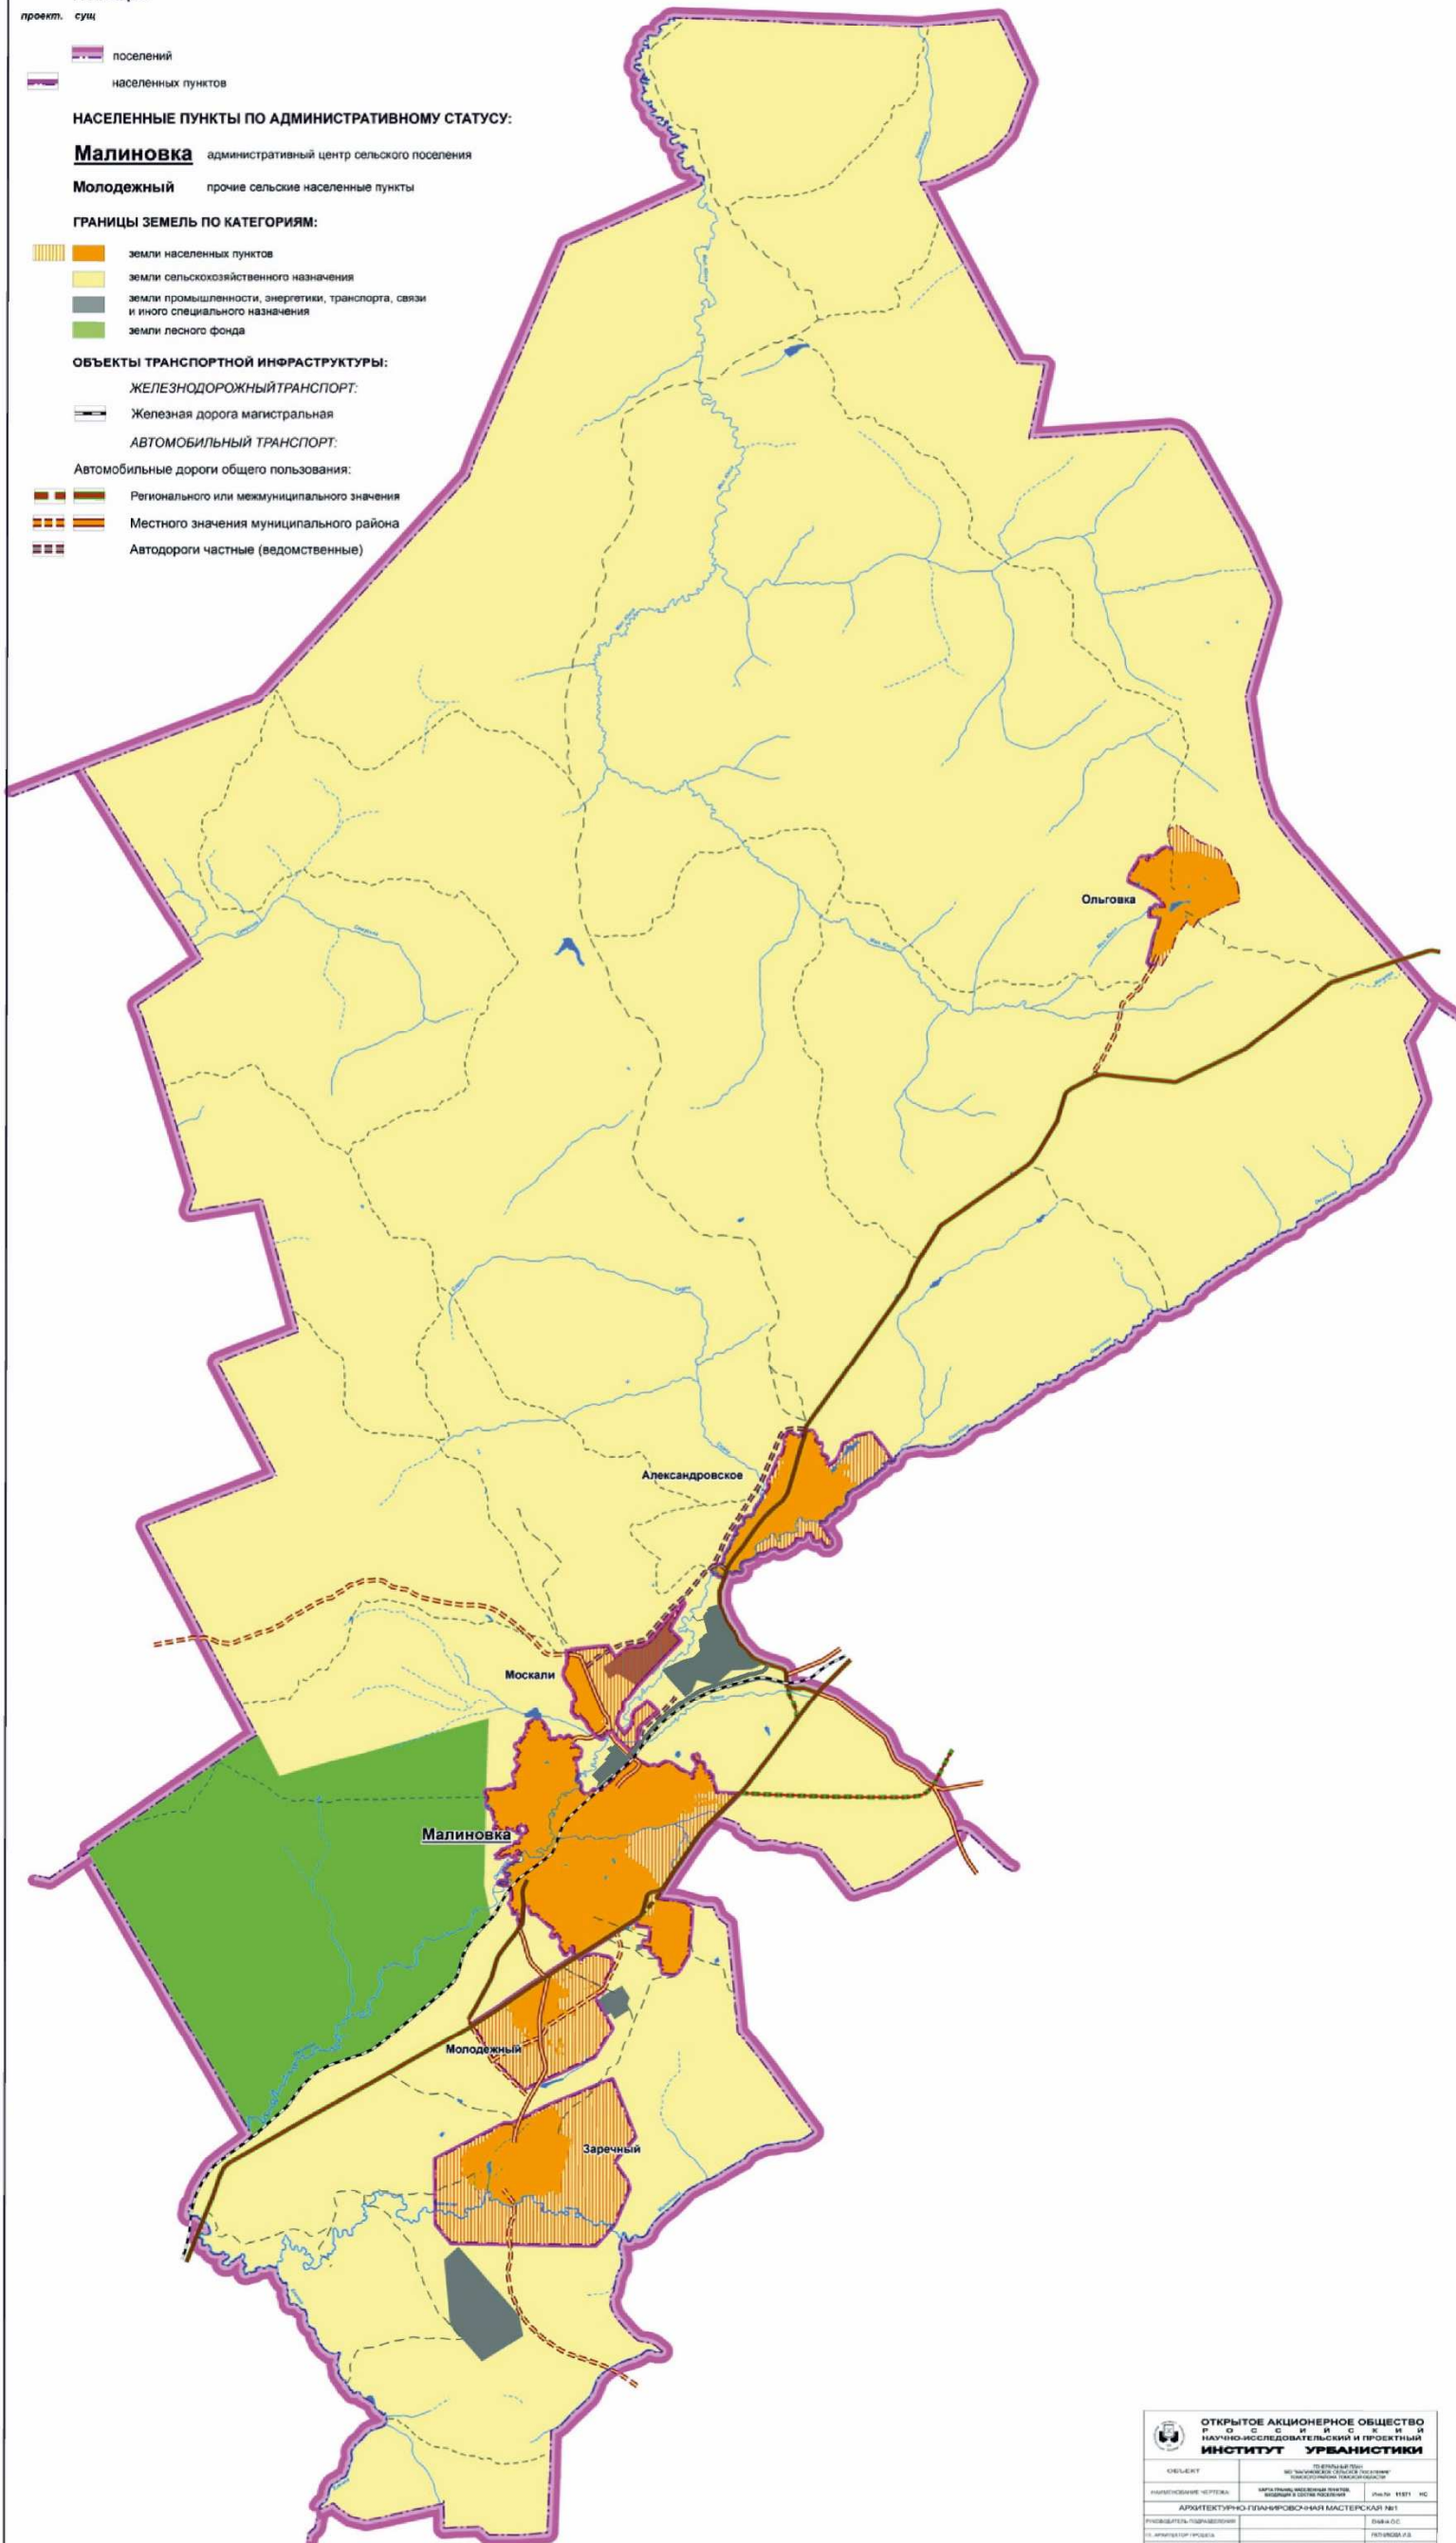 проект. сущ
поселений
населенных пунктов
НАСЕЛЕННЫЕ ПУНКТЫ ПО АДМИНИСТРАТИВНОМУ СТАТУСУ:
Малиновка административный центр сельского поселения
Молодежный прочие сельские населенные пункты
ГРАНИЦЫ ЗЕМЕЛЬ ПО КАТЕГОРИЯМ:
земли населенных пунктов
земли сельскохозяйственного назначения
земли промышленности, энергетики, транспорта, связи
и иного специального назначения
земли лесного фонда
ОБЪЕКТЫ ТРАНСПОРТНОЙ ИНФРАСТРУКТУРЫ:
ЖЕЛЕЗНОДОРОЖНЫЙТРАНСПОРТ:
Железная дорога магистральная
АВТОМОБИЛЬНЫЙ ТРАНСПОРТ:
Автомобильные дороги общего пользования:
Регионального или межмуниципального значения
Местного значения муниципального района
Автодороги частные (ведомственные)
Ольговка
Александровское
Москали
Малиновка
Молодежный
Заречный
ОТКРЫТОЕ АКЦИОНЕРНОЕ ОБЩЕСТВО
РОССИЙСКИЙ
НАУЧНО-ИССЛЕДОВАТЕЛЬСКИЙ И ПРОЕКТНЫЙ
ИНСТИТУТ УРБАНИСТИКИ
ОБЪЕКТ
НАИМЕНОВАНИЕ ЧЕРТЕЖА
АРХИТЕКТУРНО-ПЛАНИРОВОЧНАЯ МАСТЕРСКАЯ №1